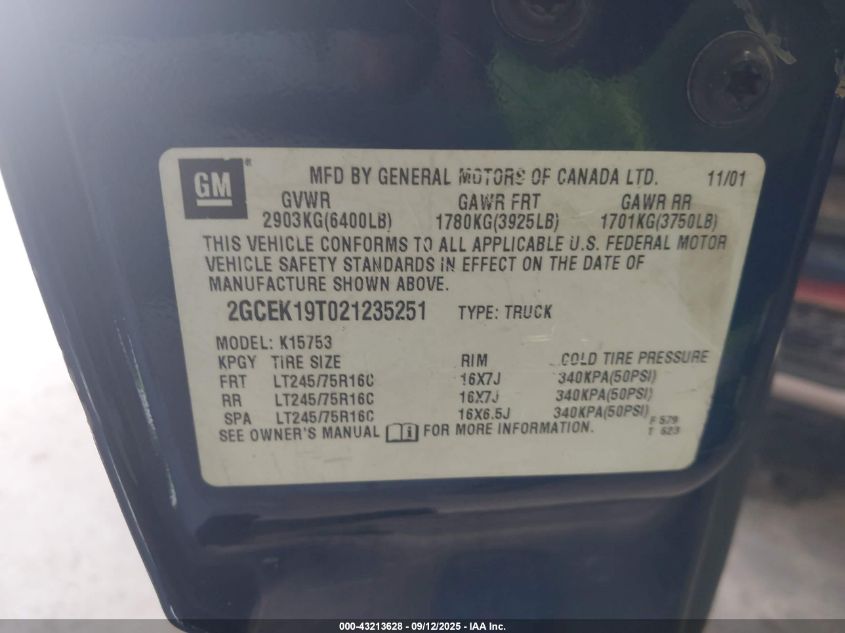 GM ® MFD BY GENERAL MOTORS OF CANADA LTD. 11/01
GVWR GAWR FRT GAWR RR
2903KG(6400LB) 1780KG(3925LB) 1701KG(3750LB)
THIS VEHICLE CONFORMS TO ALL APPLICABLE U.S. FEDERAL MOTOR
VEHICLE SAFETY STANDARDS IN EFFECT ON THE DATE OF
MANUFACTURE SHOWN ABOVE.
2GCEK19T021235251 TYPE: TRUCK
MODEL: K15753
KPGY TIRE SIZE RIM COLD TIRE PRESSURE
FRT LT245/75R16C 16X7J 340KPA(50PSI)
RR LT245/75R16C 16X7J 340KPA(50PSI)
SPA LT245/75R16C 16X6.5J 340KPA(50PSI)
SEE OWNER'S MANUAL FOR MORE INFORMATION.
F 579
T 623
000-43213628 - 09/12/2025 - IAA Inc.